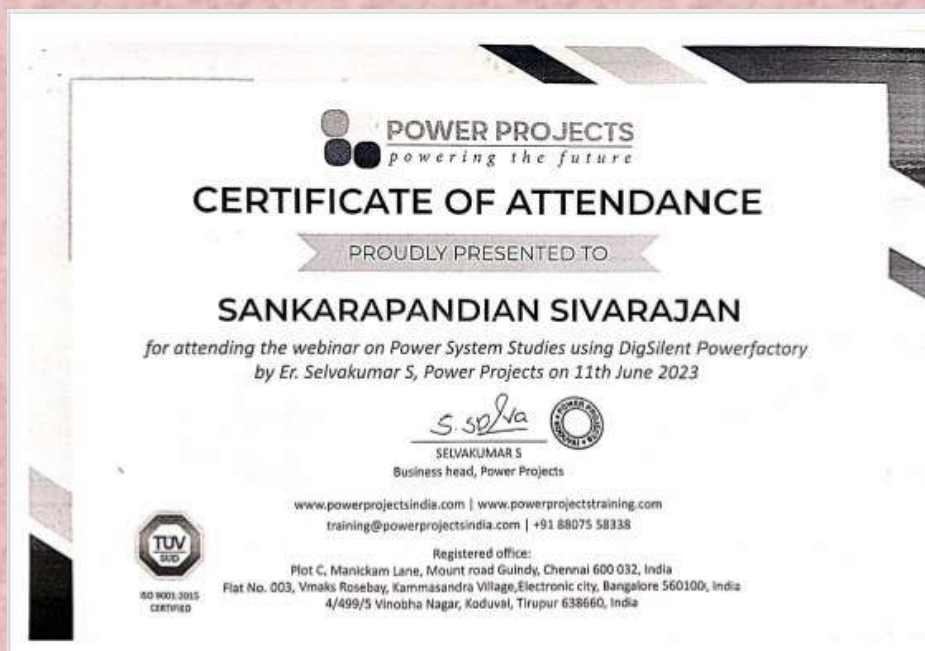 POWER PROJECTS
powering the future
CERTIFICATE OF ATTENDANCE
PROUDLY PRESENTED TO
SANKARAPANDIAN SIVARAJAN
for attending the webinar on Power System Studies using DigSilent Powerfactory
by Er. Selvakumar S, Power Projects on 11th June 2023
POWER PROJECTS
SELVAKUMAR S
Business head, Power Projects
www.powerprojectsindia.com | www.powerprojectstraining.com
training@powerprojectsindia.com | +91 88075 58338
TUV
SUD
ISO 9001:2015
CERTIFIED
Registered office:
Plot C, Manickam Lane, Mount road Guindy, Chennai 600 032, India
Flat No. 003, Vmaks Rosebay, Kammasandra Village,Electronic city, Bangalore 560100, India
4/499/5 Vinobha Nagar, Koduvai, Tirupur 638660, India